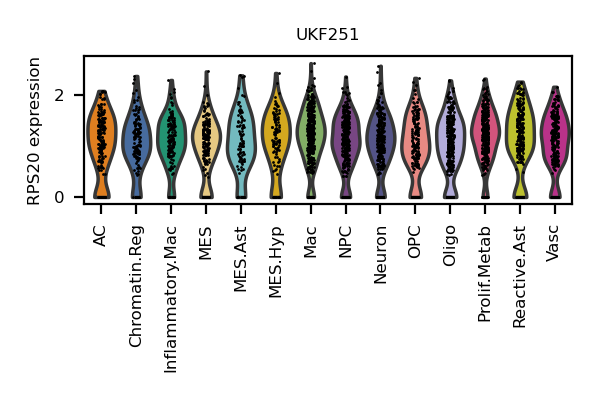 UKF251
RPS20 expression
2
0
AC
Chromatin.Reg
Inflammatory.Mac
MES
MES.Ast
MES.Hyp
Mac
NPC
Neuron
OPC
Oligo
Prolif.Metab
Reactive.Ast
Vasc